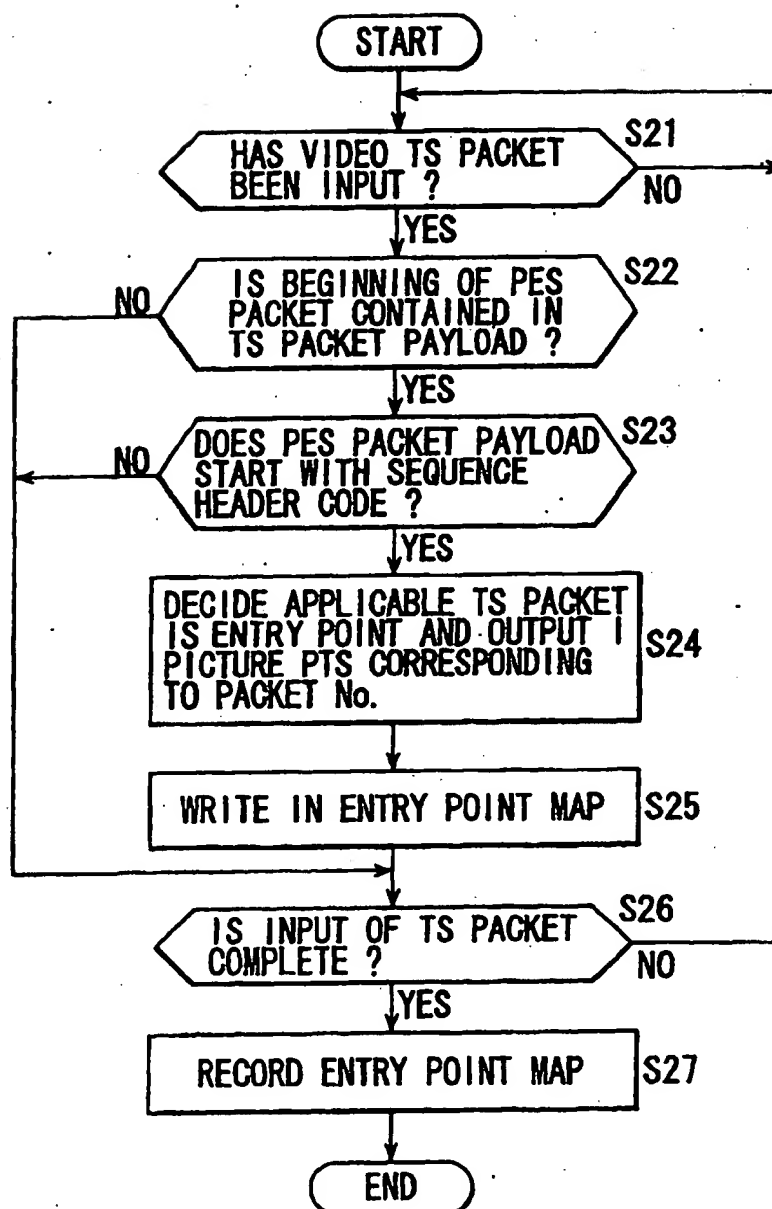 START
HAS VIDEO TS PACKET
BEEN INPUT ?
S21
NO
YES
IS BEGINNING OF PES
PACKET CONTAINED IN
TS PACKET PAYLOAD ?
S22
NO
YES
DOES PES PACKET PAYLOAD
START WITH SEQUENCE
HEADER CODE ?
S23
NO
YES
DECIDE APPLICABLE TS PACKET
IS ENTRY POINT AND OUTPUT I
PICTURE PTS CORRESPONDING
TO PACKET No.
S24
WRITE IN ENTRY POINT MAP
S25
IS INPUT OF TS PACKET
COMPLETE ?
S26
NO
YES
RECORD ENTRY POINT MAP
S27
END